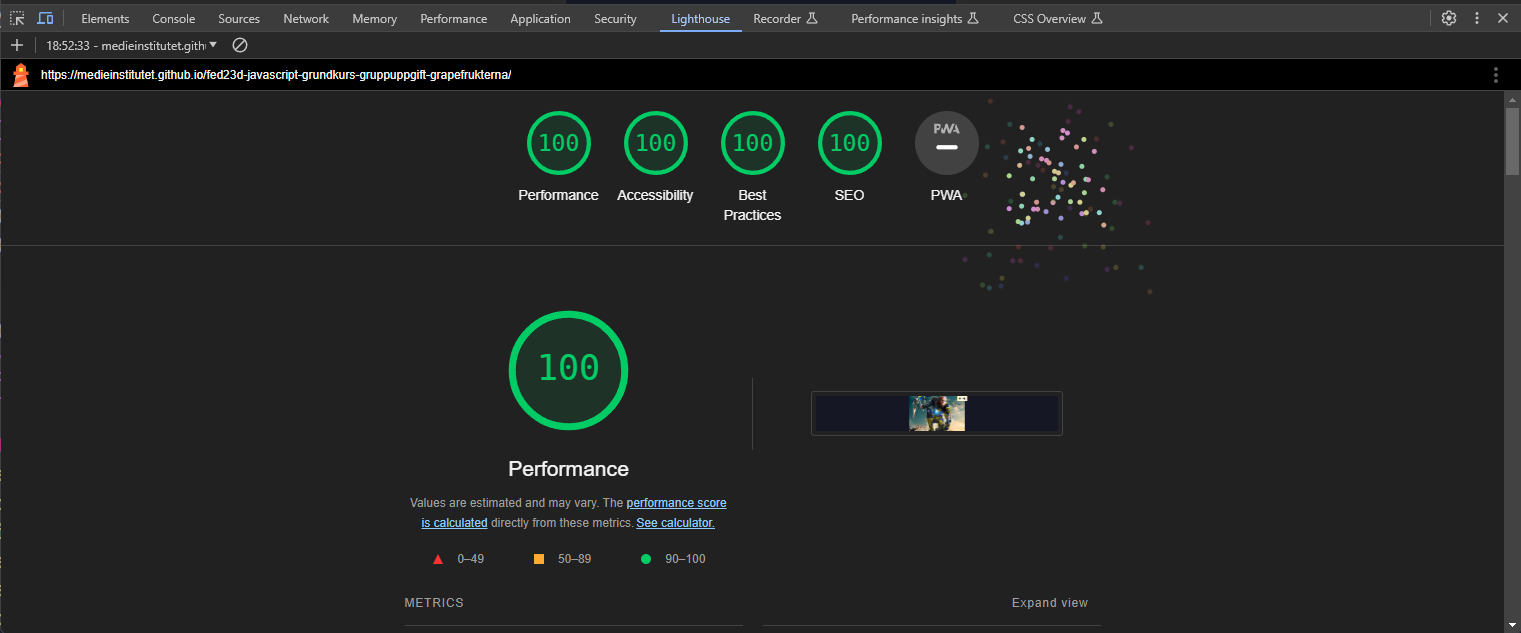 Elements Console Sources Network Memory Performance Application Security Lighthouse Recorder Performance insights CSS Overview
18:52:33 - medieinstitutet.gith
https://medieinstitutet.github.io/fed23d-javascript-grundkurs-gruppuppgift-grapefrukterna/
100 100 100 100 PWA
Performance Accessibility Best Practices SEO PWA
100
Performance
Values are estimated and may vary. The performance score
is calculated directly from these metrics. See calculator.
0–49 50–89 90–100
METRICS Expand view